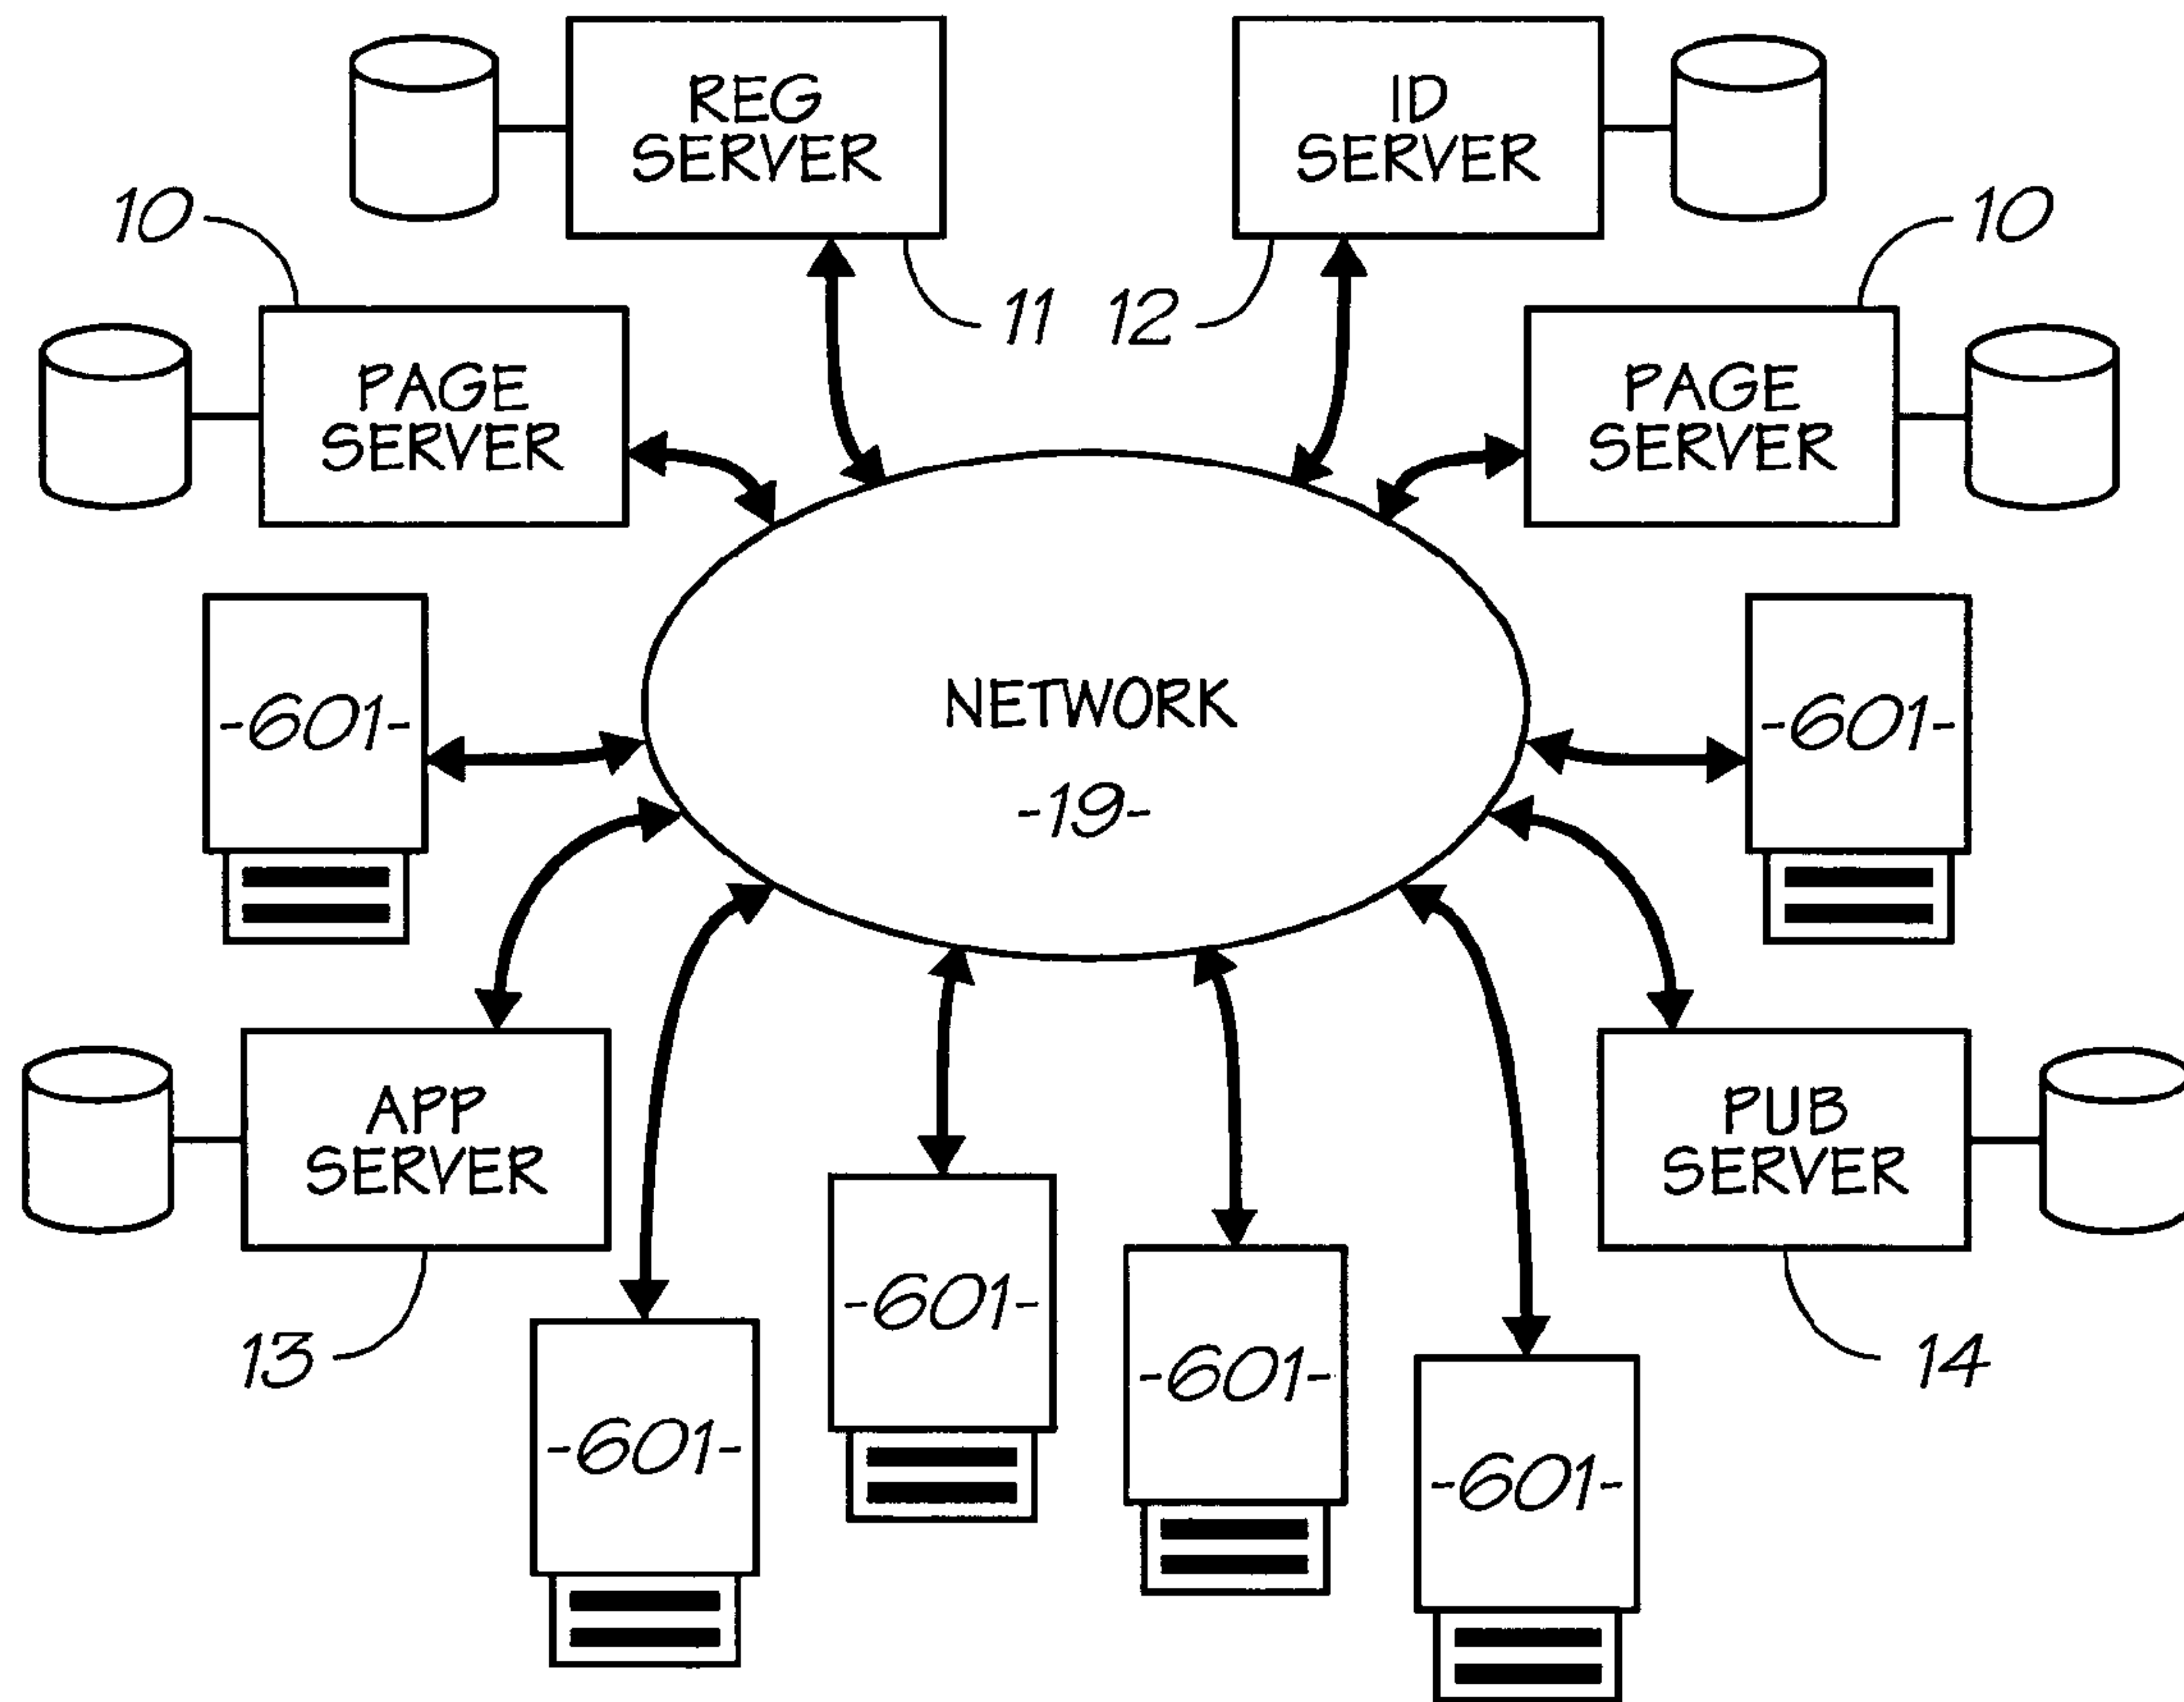 REG
SERVER
ID
SERVER
10
10
11
12
PAGE
SERVER
PAGE
SERVER
-601-
NETWORK
-19-
-601-
APP
SERVER
PUB
SERVER
13
-601-
-601-
-601-
-601-
14